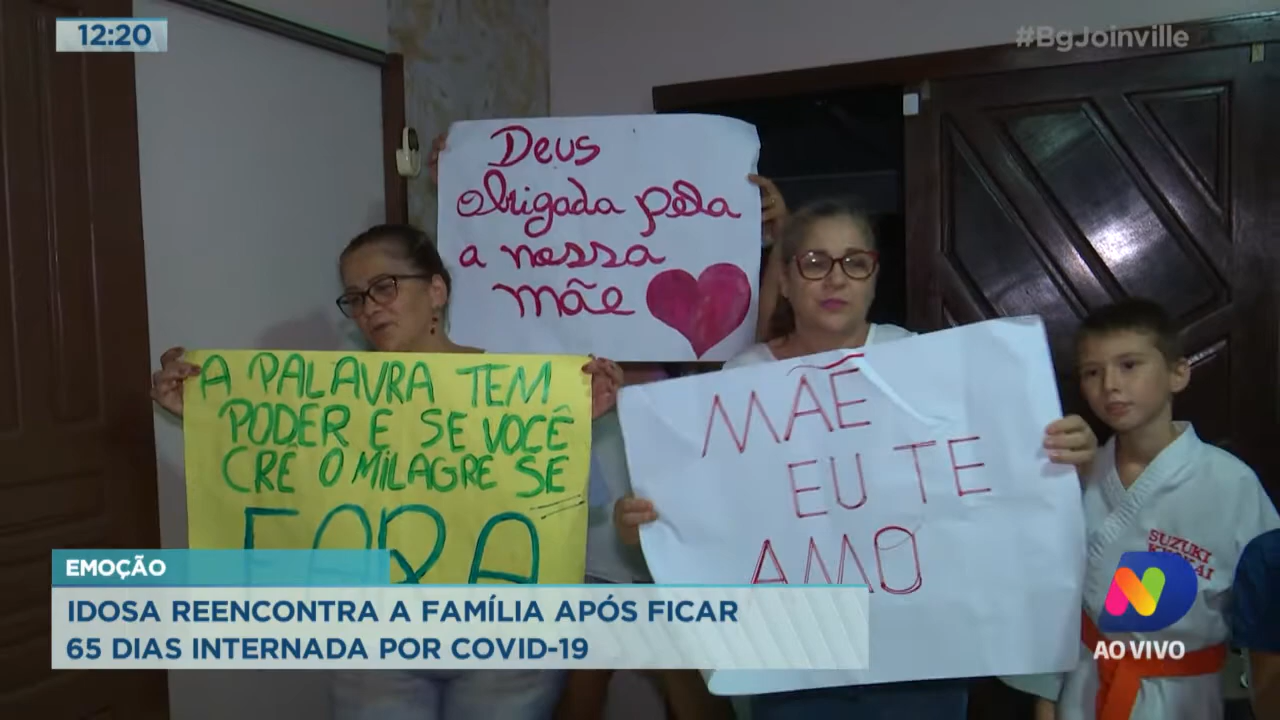 12:20
#BgJoinville
Deus
obrigada pela
a nossa
mãe
A PALAVRA TEM
PODER E SE VOCÊ
CRÊ O MILAGRE SE
FARA
MÃE
EU TE
AMO
SUZUKI
EMOÇÃO
IDOSA REENCONTRA A FAMÍLIA APÓS FICAR
65 DIAS INTERNADA POR COVID-19
AO VIVO